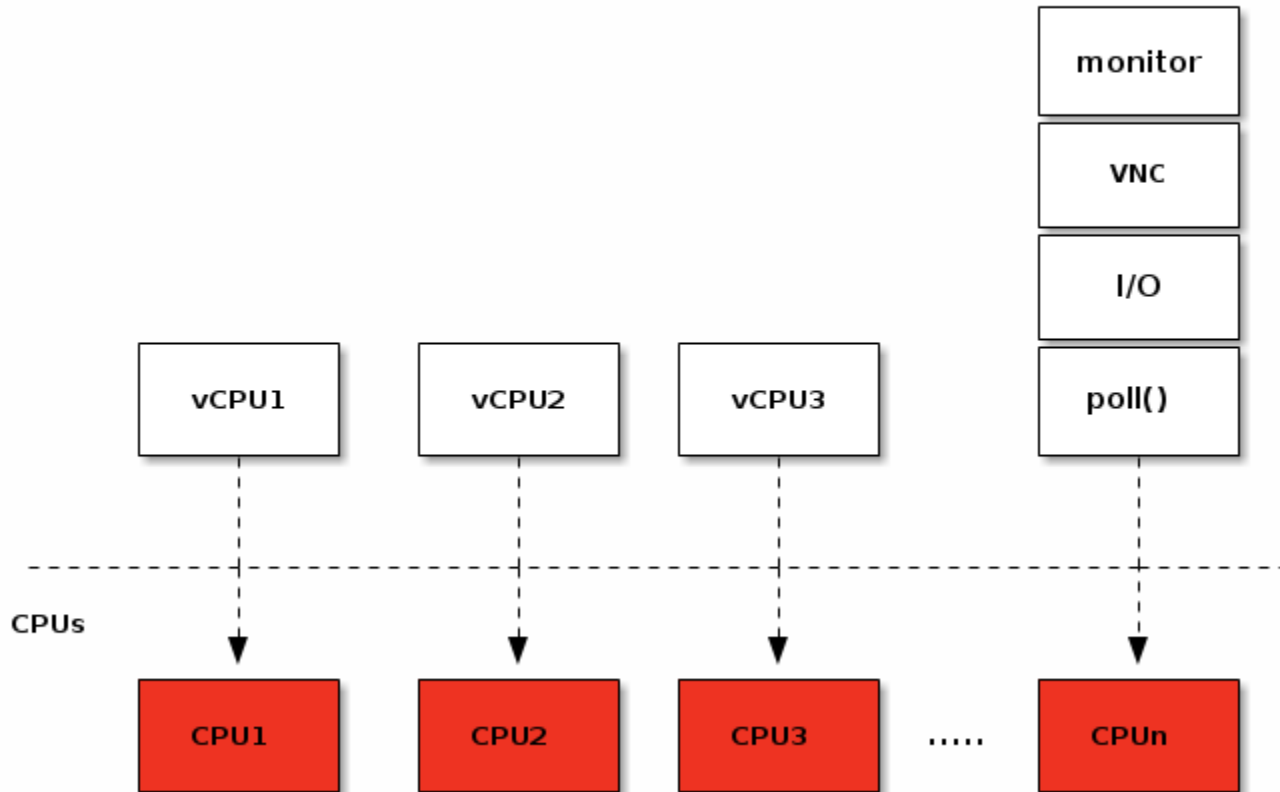 monitor
VNC
I/O
vCPU1
vCPU2
vCPU3
poll()
CPUs
CPU1
CPU2
CPU3
.....
CPUn